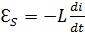 ℰ_S = −L di/dt